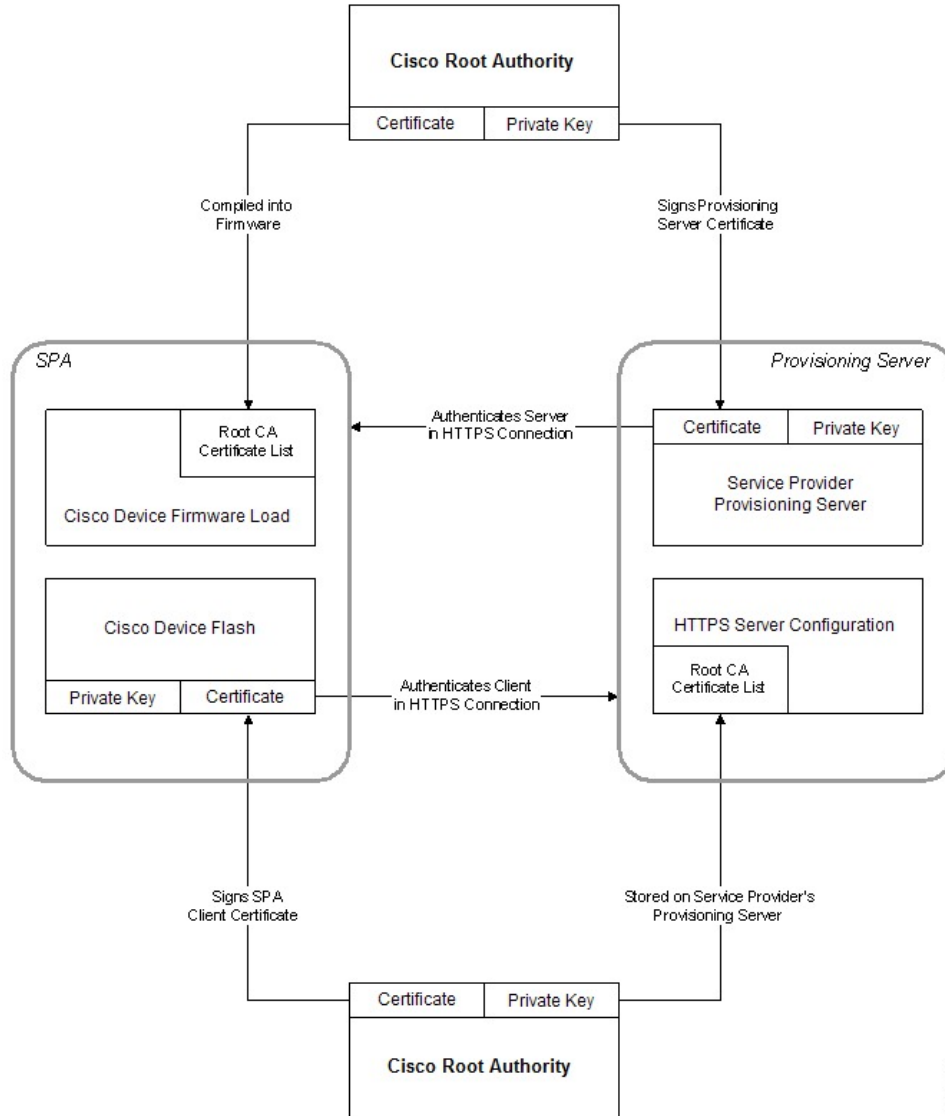 Cisco Root Authority
Certificate
Private Key
Compiled into
Firmware
Signs Provisioning
Server Certificate
SPA
Provisioning Server
Root CA
Certificate List
Cisco Device Firmware Load
Authenticates Server
in HTTPS Connection
Certificate
Private Key
Service Provider
Provisioning Server
Cisco Device Flash
Private Key
Certificate
Authenticates Client
in HTTPS Connection
HTTPS Server Configuration
Root CA
Certificate List
Signs SPA
Client Certificate
Stored on Service Provider's
Provisioning Server
Certificate
Private Key
Cisco Root Authority